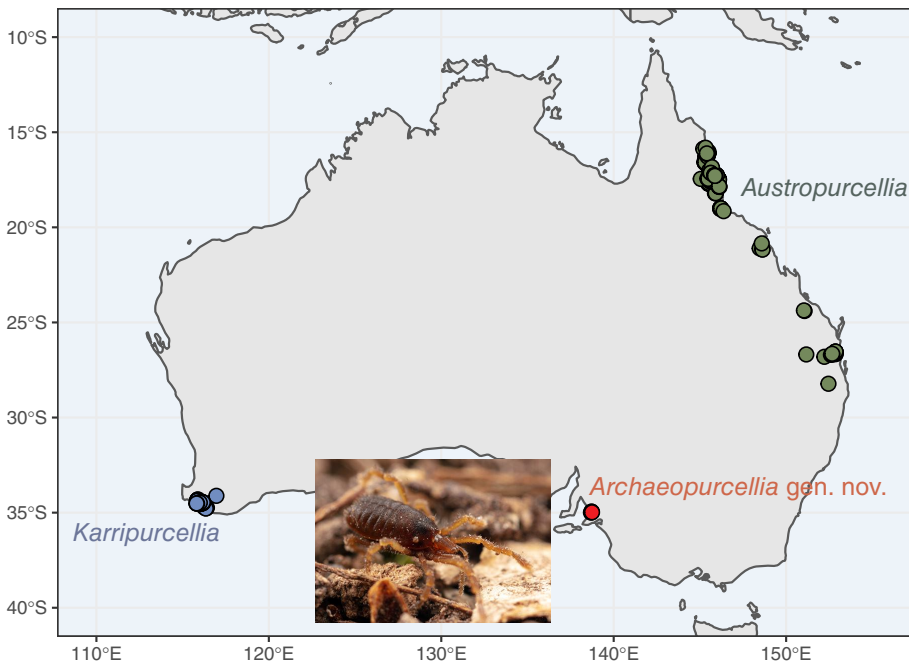 10°S
15°S
Austropurcellia
20°S
25°S
30°S
Archaeopurcellia gen. nov.
35°S
Karripurcellia
40°S
110°E 120°E 130°E 140°E 150°E